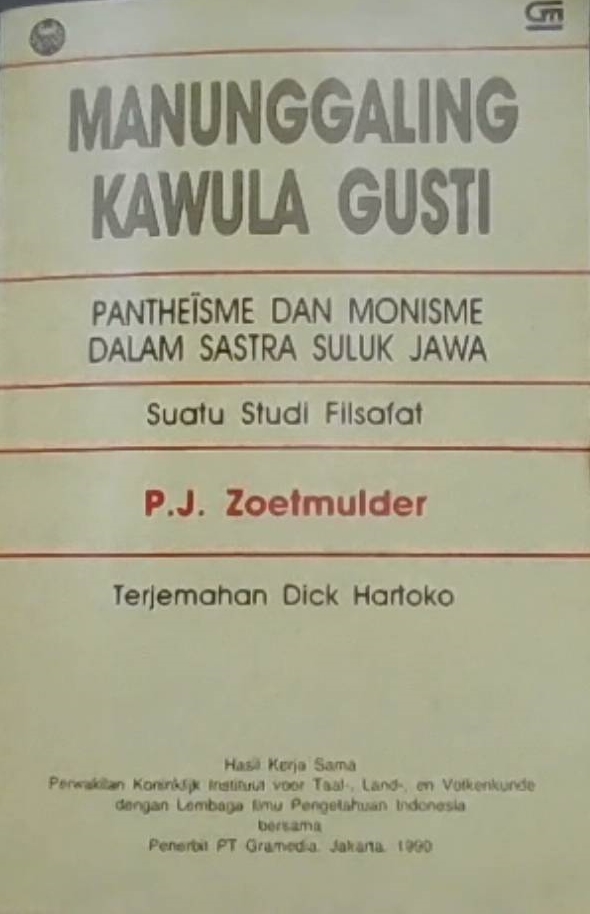 GM
MANUNGGALING
KAWULA GUSTI
PANTHEÏSME DAN MONISME
DALAM SASTRA SULUK JAWA
Suatu Studi Filsafat
P.J. Zoetmulder
Terjemahan Dick Hartoko
Hasil Kerja Sama
Perwakilan Koninklijk Instituut voor Taal-, Land-, en Volkenkunde
dengan Lembaga Ilmu Pengetahuan Indonesia
bersama
Penerbit PT Gramedia, Jakarta, 1990